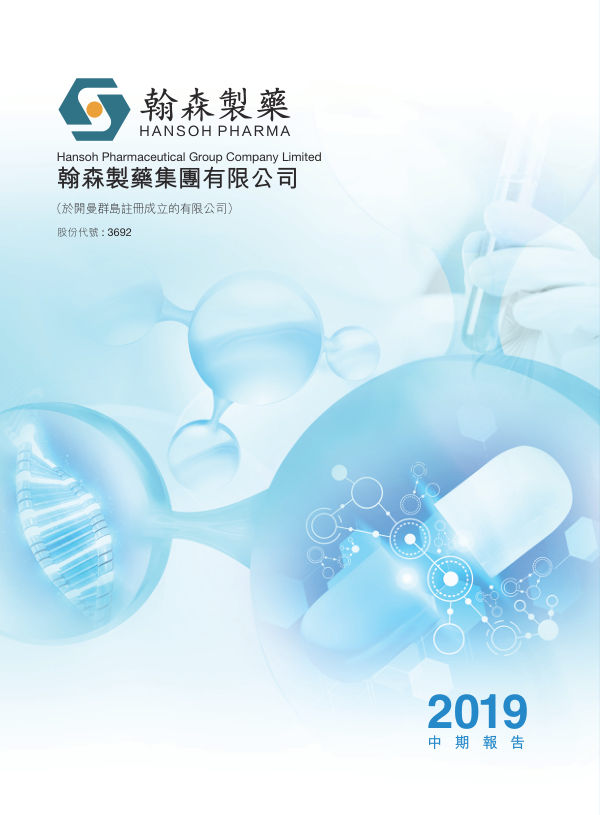 翰森製藥
HANSOH PHARMA
Hansoh Pharmaceutical Group Company Limited
翰森製藥集團有限公司
（於開曼群島註冊成立的有限公司）
股份代號 : 3692
2019
中期報告